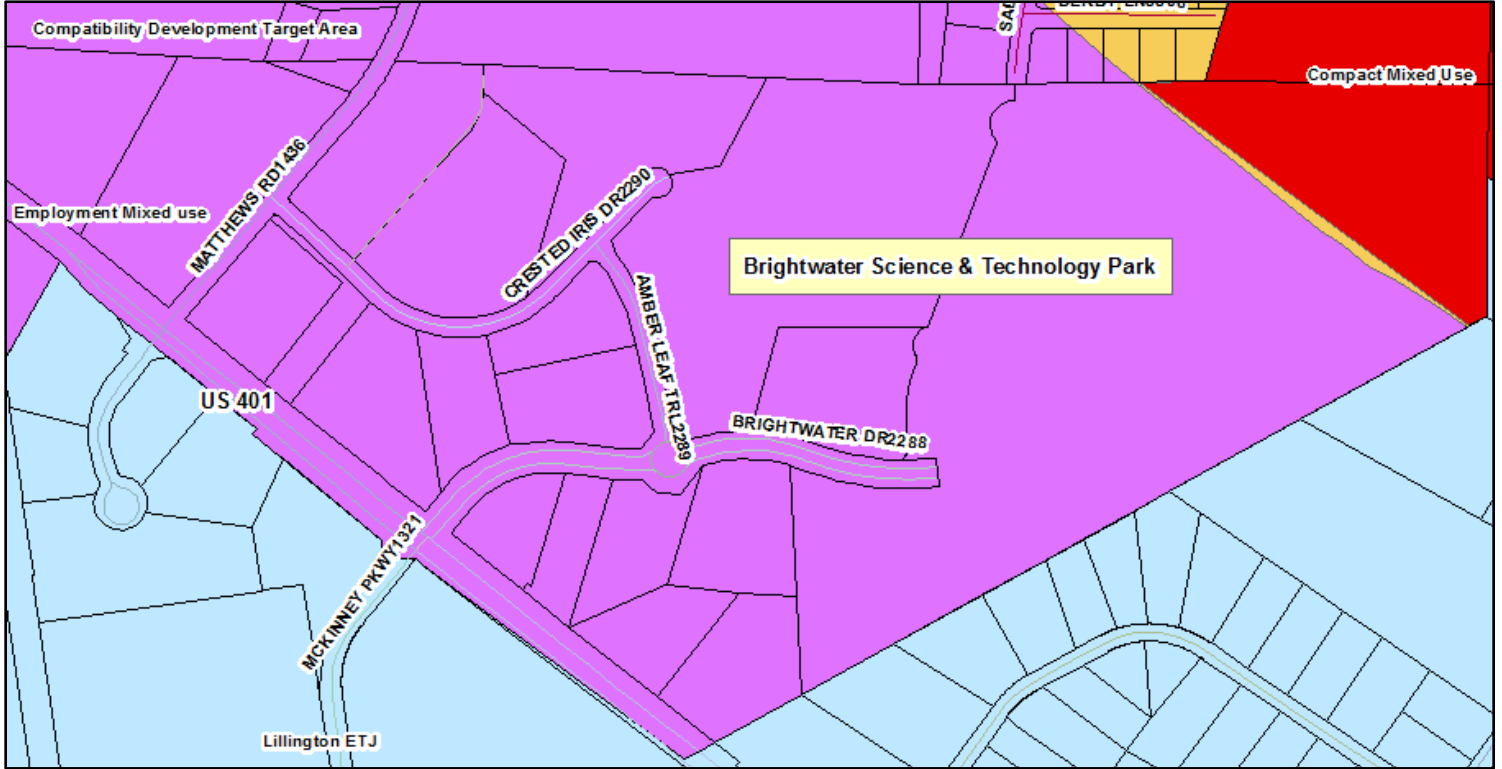 Compatibility Development Target Area
Compact Mixed Use
MATTHEWS RD1436
Employment Mixed use
CRESTED IRIS DR2290
Brightwater Science & Technology Park
AMBER LEAF TRL2289
US 401
BRIGHTWATER DR2288
MCKINNEY PKWY1321
Lillington ETJ